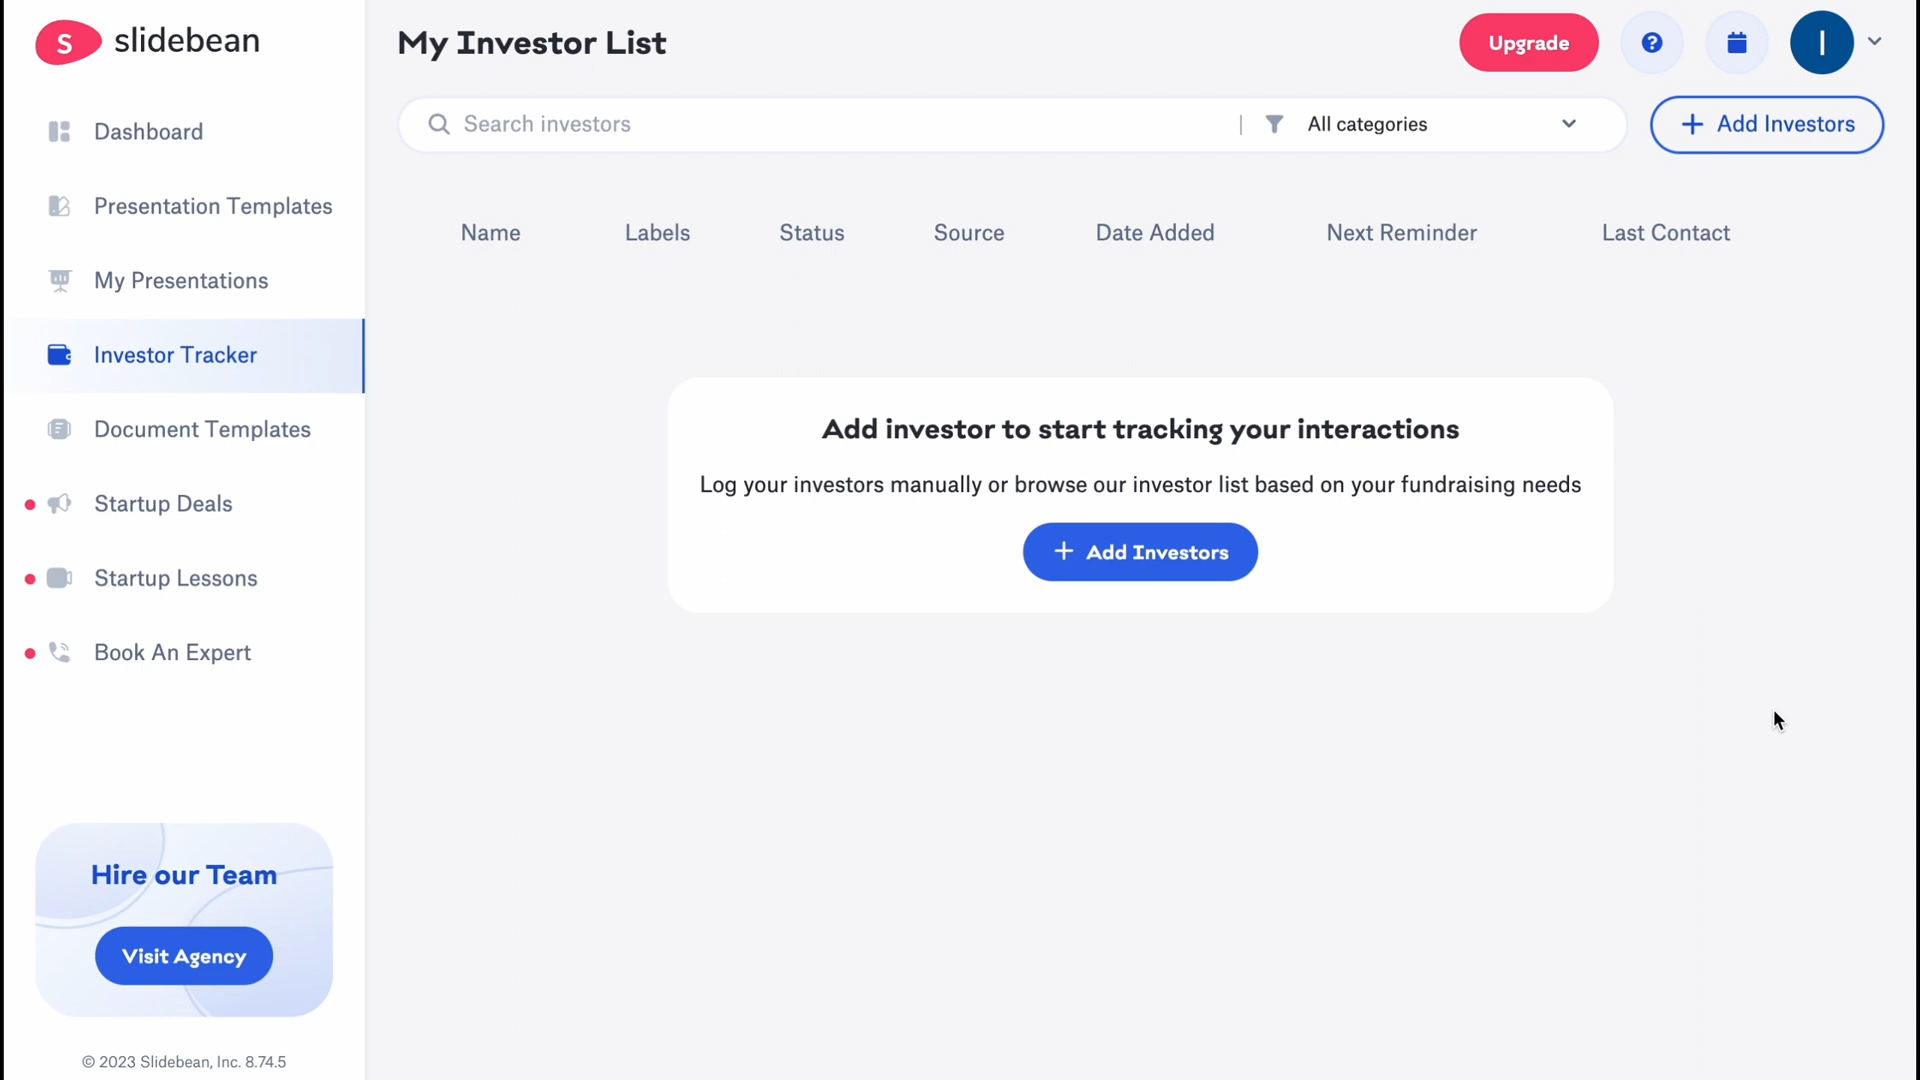 S slidebean
My Investor List
Upgrade
?
I
Dashboard
Presentation Templates
My Presentations
Investor Tracker
Document Templates
Startup Deals
Startup Lessons
Book An Expert
Search investors
All categories
+ Add Investors
Name Labels Status Source Date Added Next Reminder Last Contact
Add investor to start tracking your interactions
Log your investors manually or browse our investor list based on your fundraising needs
+ Add Investors
Hire our Team
Visit Agency
© 2023 Slidebean, Inc. 8.74.5